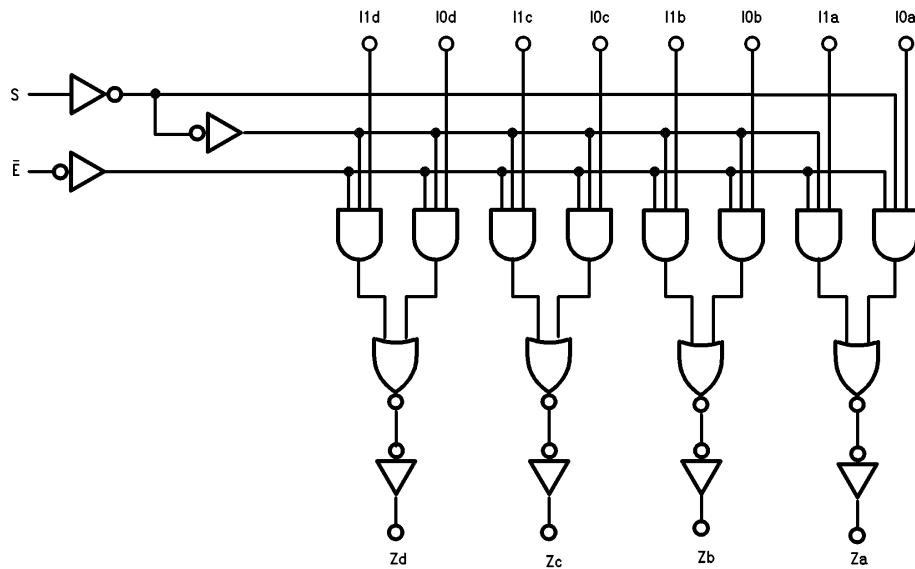 I1d I0d I1c I0c I1b I0b I1a I0a
S
E̅
Zd Zc Zb Za